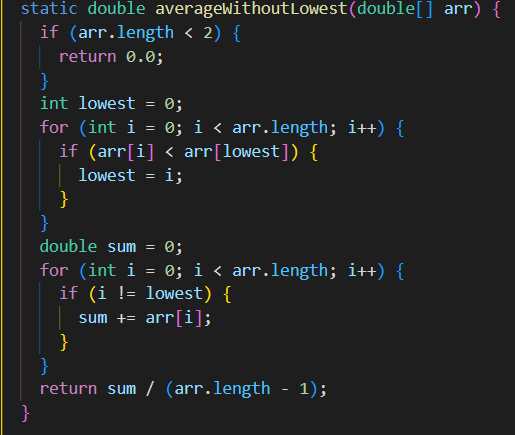 static double averageWithoutLowest(double[] arr) {
if (arr.length < 2) {
return 0.0;
}
int lowest = 0;
for (int i = 0; i < arr.length; i++) {
if (arr[i] < arr[lowest]) {
lowest = i;
}
}
double sum = 0;
for (int i = 0; i < arr.length; i++) {
if (i != lowest) {
sum += arr[i];
}
}
return sum / (arr.length - 1);
}